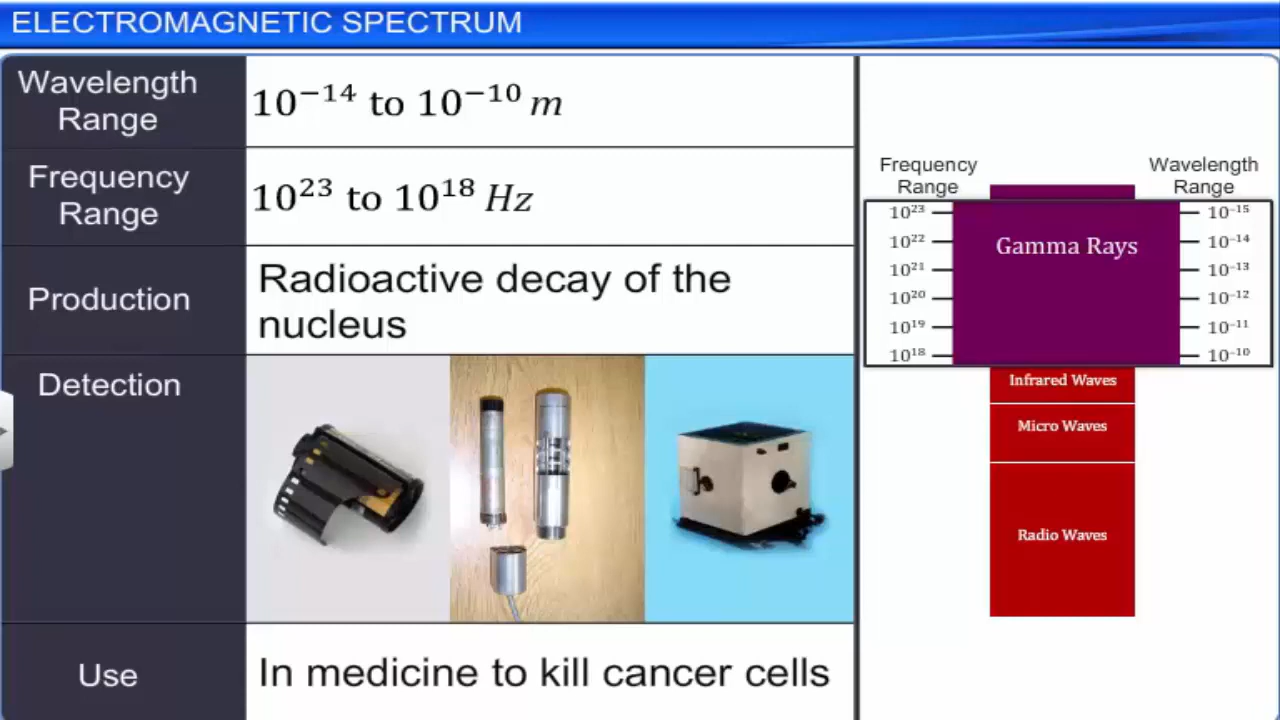 ELECTROMAGNETIC SPECTRUM
Wavelength
Range
10⁻¹⁴ to 10⁻¹⁰ m
Frequency
Range
10²³ to 10¹⁸ Hz
Production
Radioactive decay of the
nucleus
Detection
Use
In medicine to kill cancer cells
Frequency
Range
Wavelength
Range
10²³
10⁻¹⁵
Gamma Rays
10²²
10⁻¹⁴
10²¹
10⁻¹³
10²⁰
10⁻¹²
10¹⁹
10⁻¹¹
10¹⁸
10⁻¹⁰
Infrared Waves
Micro Waves
Radio Waves